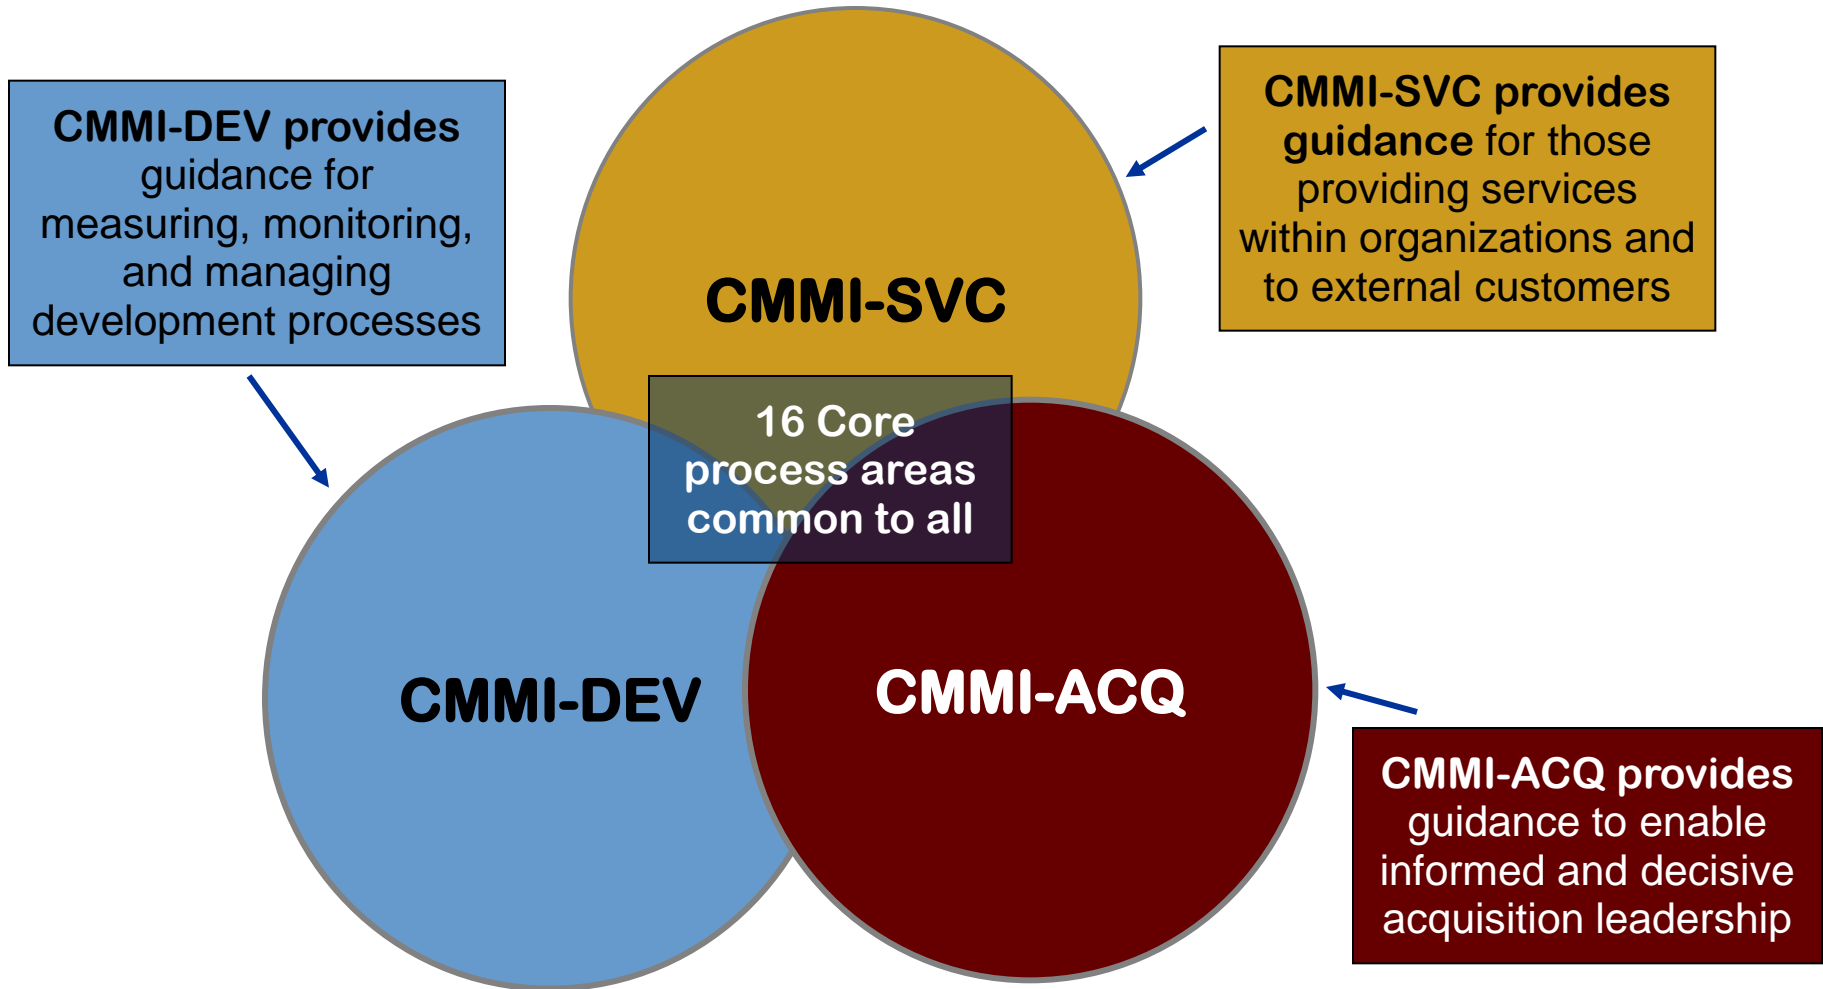 CMMI-DEV provides
guidance for
measuring, monitoring,
and managing
development processes
CMMI-SVC provides
guidance for those
providing services
within organizations and
to external customers
CMMI-SVC
16 Core
process areas
common to all
CMMI-DEV
CMMI-ACQ
CMMI-ACQ provides
guidance to enable
informed and decisive
acquisition leadership